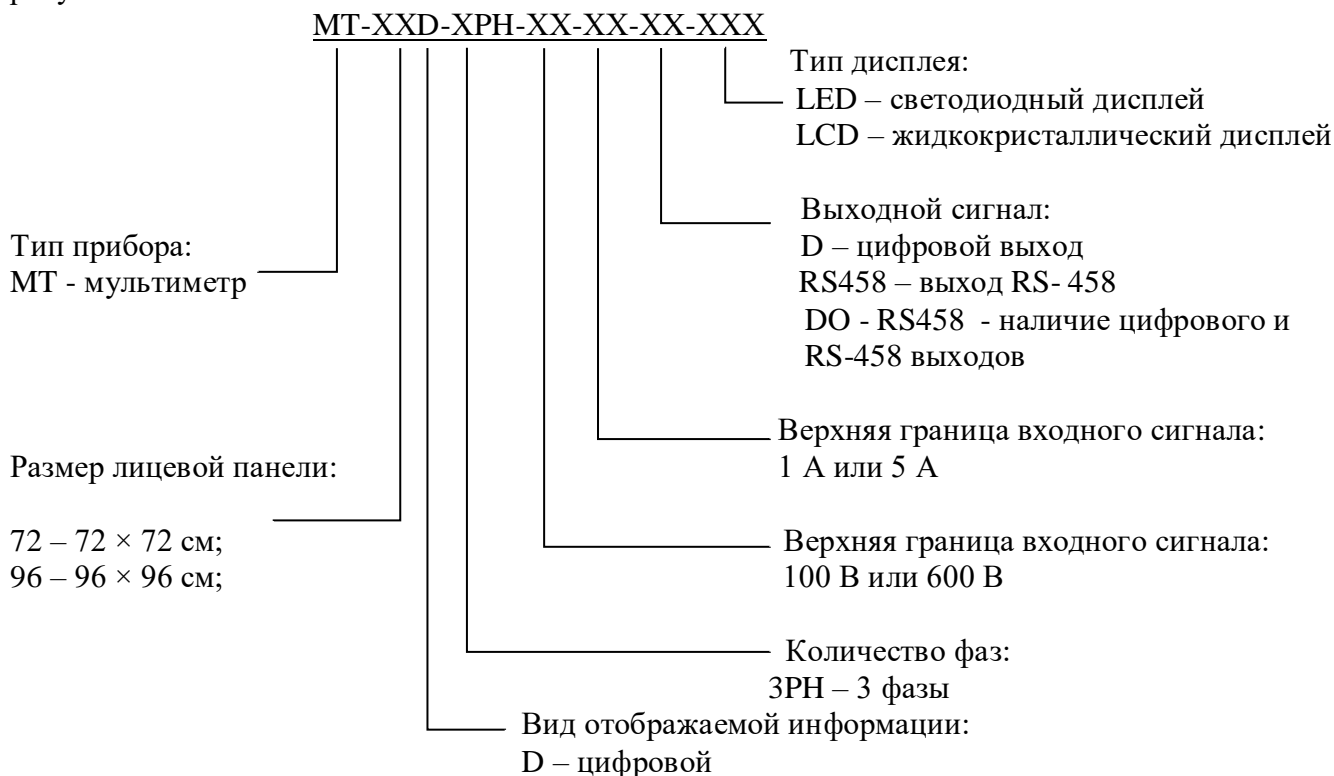 MT-XXD-XPH-XX-XX-XX-XXX
Тип дисплея:
LED – светодиодный дисплей
LCD – жидкокристаллический дисплей
Выходной сигнал:
D – цифровой выход
RS458 – выход RS- 458
DO - RS458 - наличие цифрового и
RS-458 выходов
Тип прибора:
МТ - мультиметр
Верхняя граница входного сигнала:
1 А или 5 А
Размер лицевой панели:
72 – 72 × 72 см;
96 – 96 × 96 см;
Верхняя граница входного сигнала:
100 В или 600 В
Количество фаз:
3PH – 3 фазы
Вид отображаемой информации:
D – цифровой